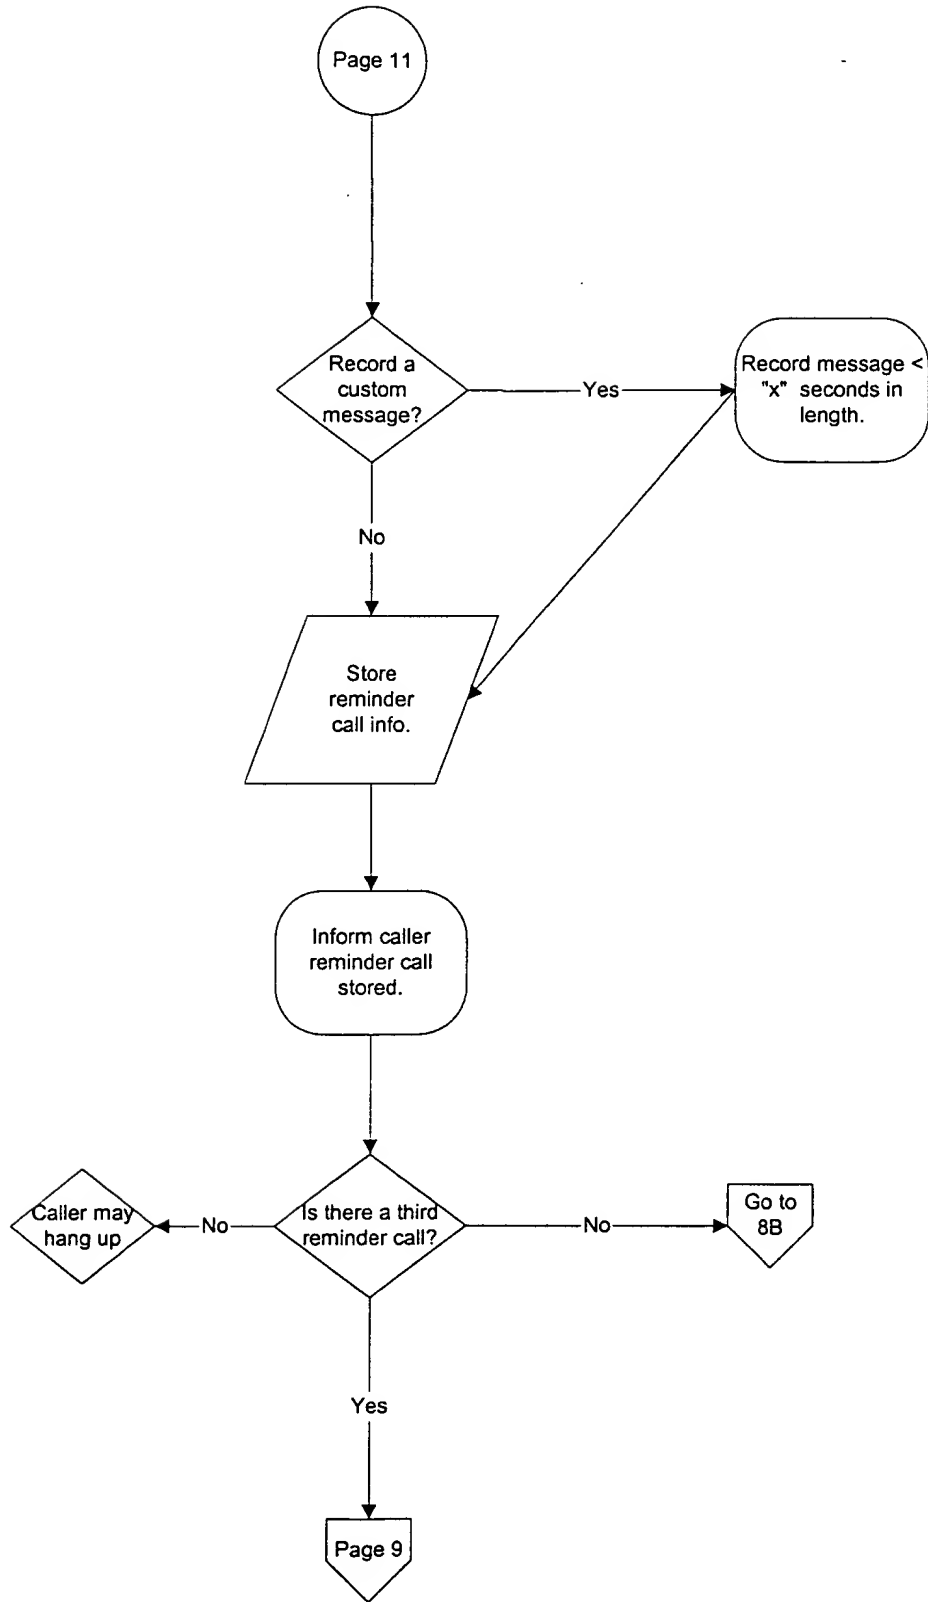 Page 11
Record a
custom
message?
Yes
Record message <
"x" seconds in
length.
No
Store
reminder
call info.
Inform caller
reminder call
stored.
Caller may
hang up
No
Is there a third
reminder call?
No
Go to
8B
Yes
Page 9